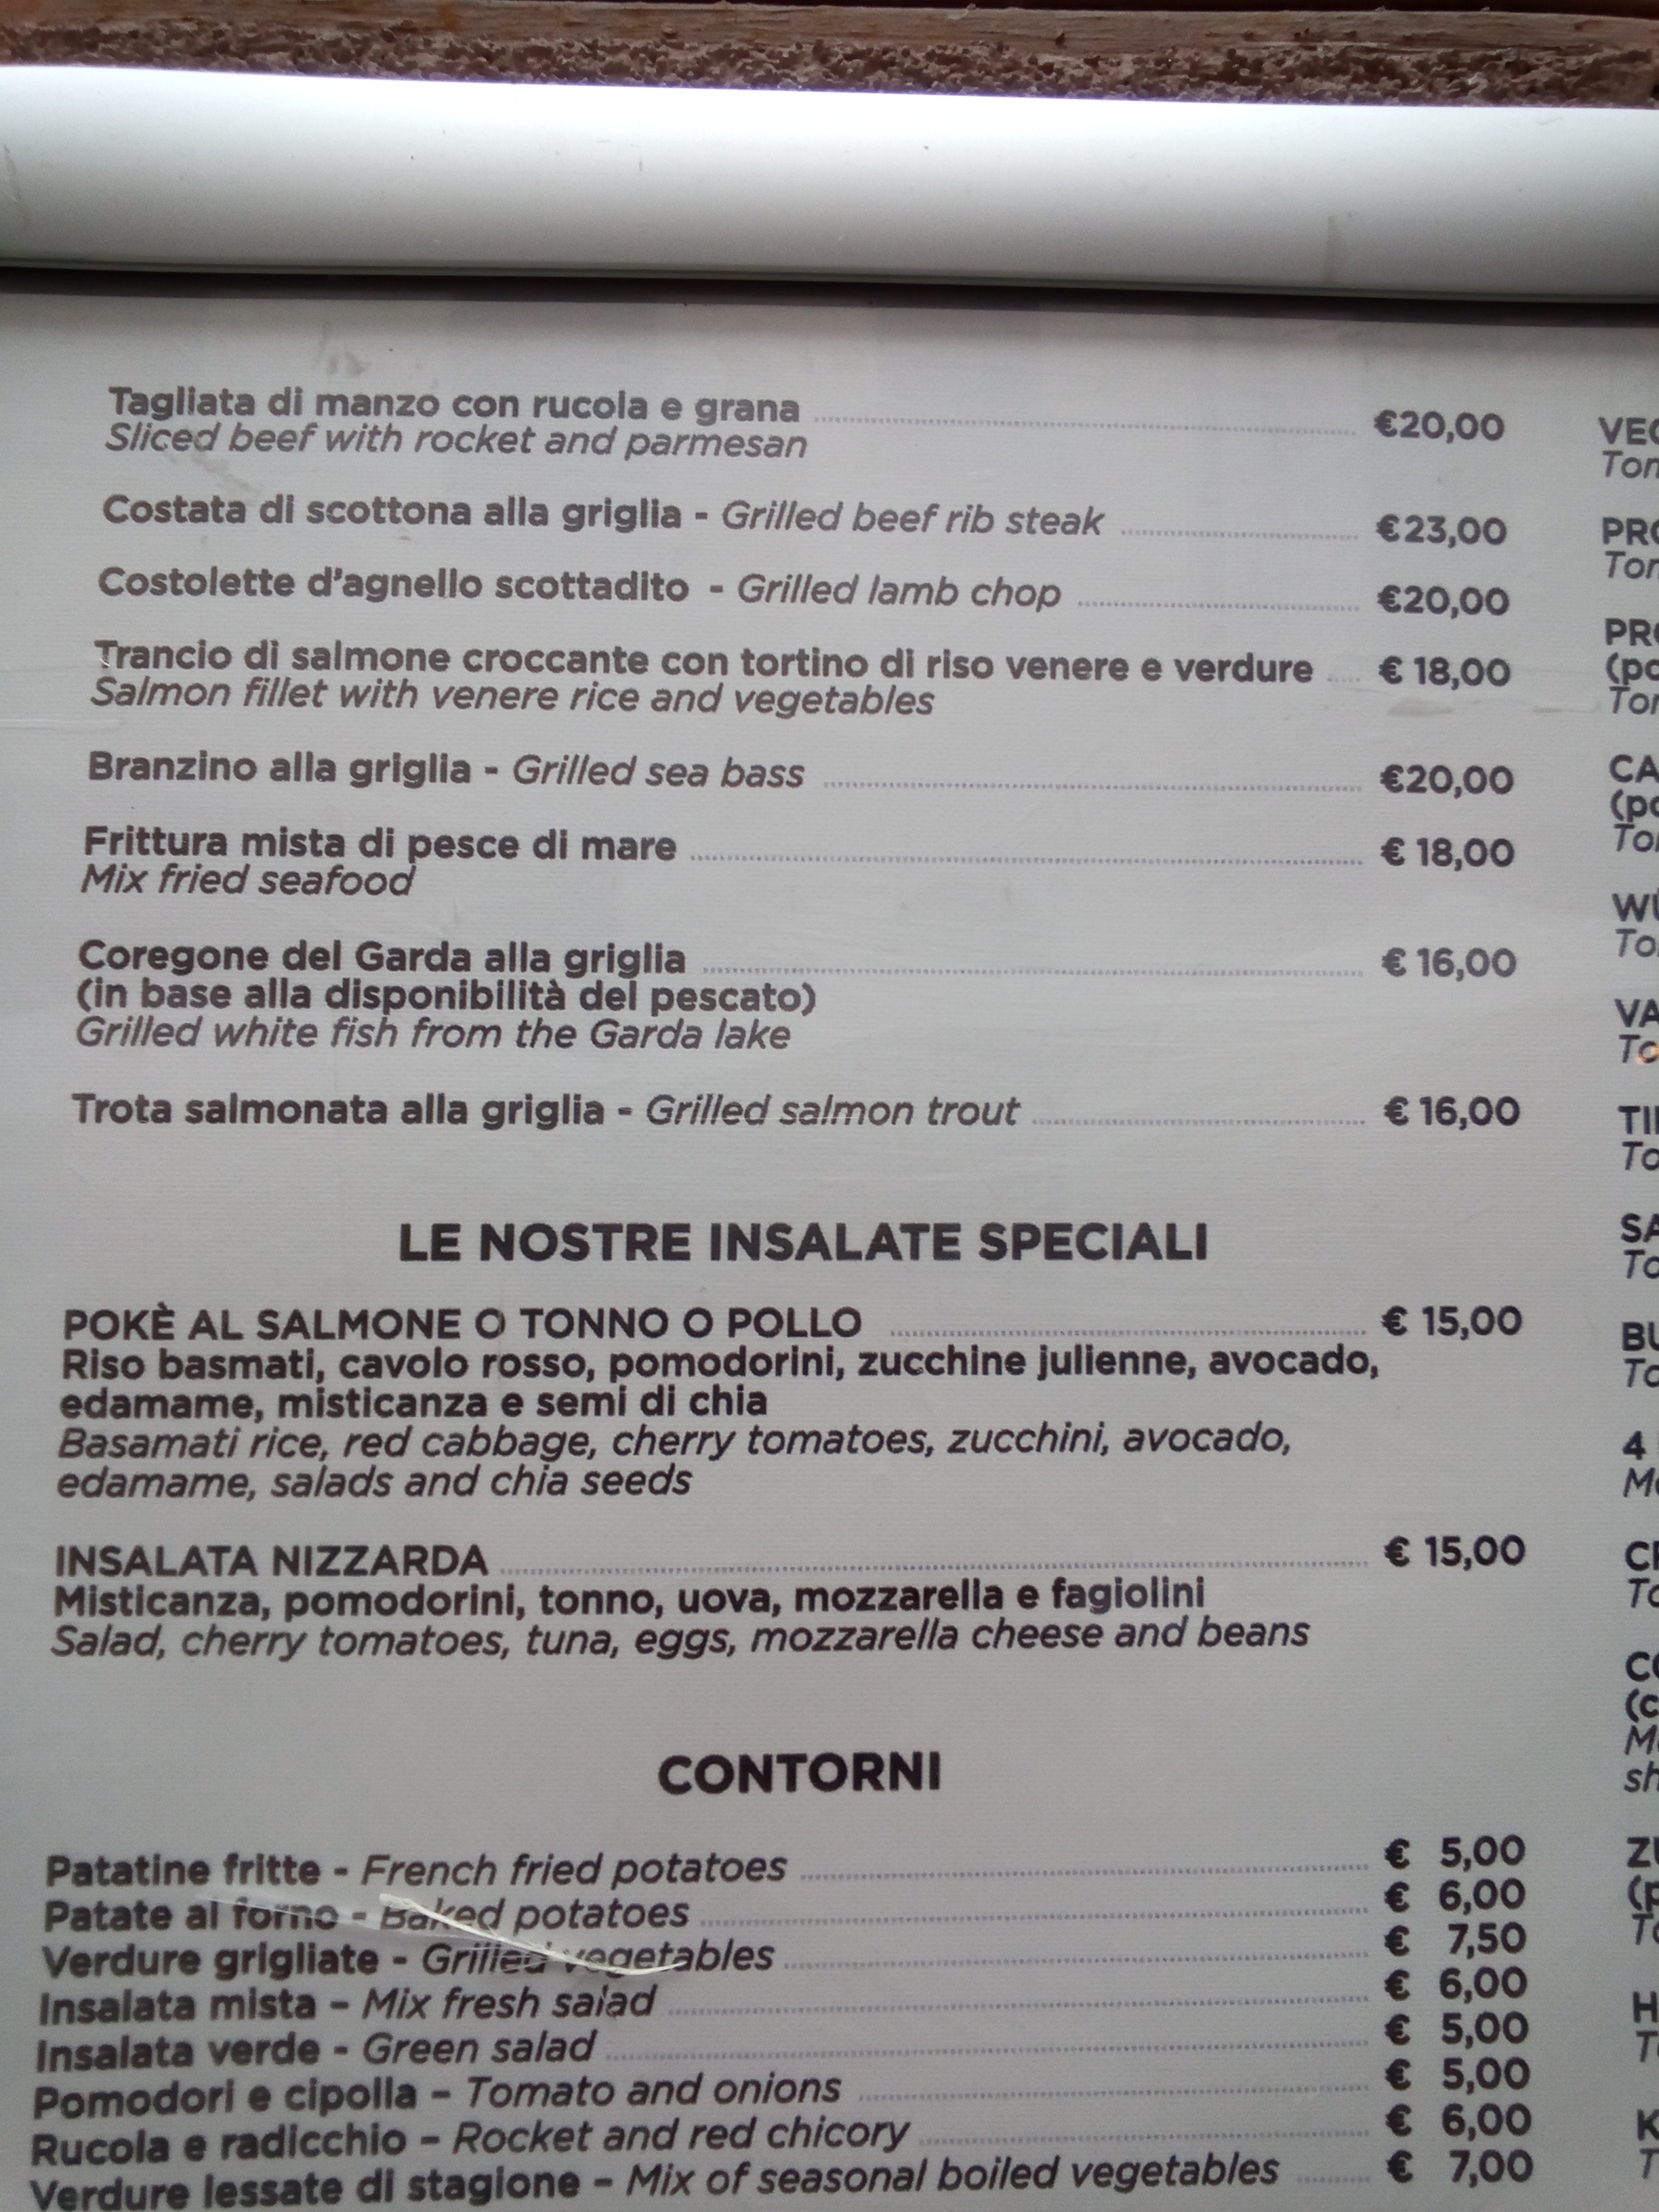 Tagliata di manzo con rucola e grana €20,00
Sliced beef with rocket and parmesan
Costata di scottona alla griglia - Grilled beef rib steak €23,00
Costolette d'agnello scottadito - Grilled lamb chop €20,00
Trancio di salmone croccante con tortino di riso venere e verdure € 18,00
Salmon fillet with venere rice and vegetables
Branzino alla griglia - Grilled sea bass €20,00
Frittura mista di pesce di mare € 18,00
Mix fried seafood
Coregone del Garda alla griglia € 16,00
(in base alla disponibilità del pescato)
Grilled white fish from the Garda lake
Trota salmonata alla griglia - Grilled salmon trout € 16,00
LE NOSTRE INSALATE SPECIALI
POKÈ AL SALMONE O TONNO O POLLO € 15,00
Riso basmati, cavolo rosso, pomodorini, zucchine julienne, avocado,
edamame, misticanza e semi di chia
Basamati rice, red cabbage, cherry tomatoes, zucchini, avocado,
edamame, salads and chia seeds
INSALATA NIZZARDA € 15,00
Misticanza, pomodorini, tonno, uova, mozzarella e fagiolini
Salad, cherry tomatoes, tuna, eggs, mozzarella cheese and beans
CONTORNI
Patatine fritte - French fried potatoes € 5,00
Patate al forno - Baked potatoes € 6,00
Verdure grigliate - Grilled vegetables € 7,50
Insalata mista - Mix fresh salad € 6,00
Insalata verde - Green salad € 5,00
Pomodori e cipolla - Tomato and onions € 5,00
Rucola e radicchio - Rocket and red chicory € 6,00
Verdure lessate di stagione - Mix of seasonal boiled vegetables € 7,00